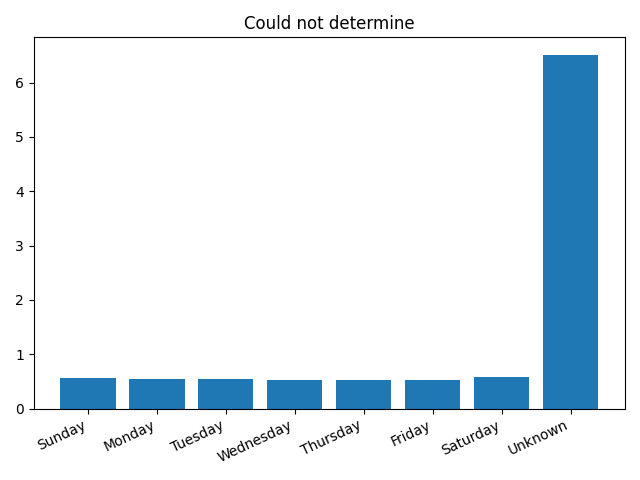 Could not determine
6
5
4
3
2
1
0
Sunday
Monday
Tuesday
Wednesday
Thursday
Friday
Saturday
Unknown